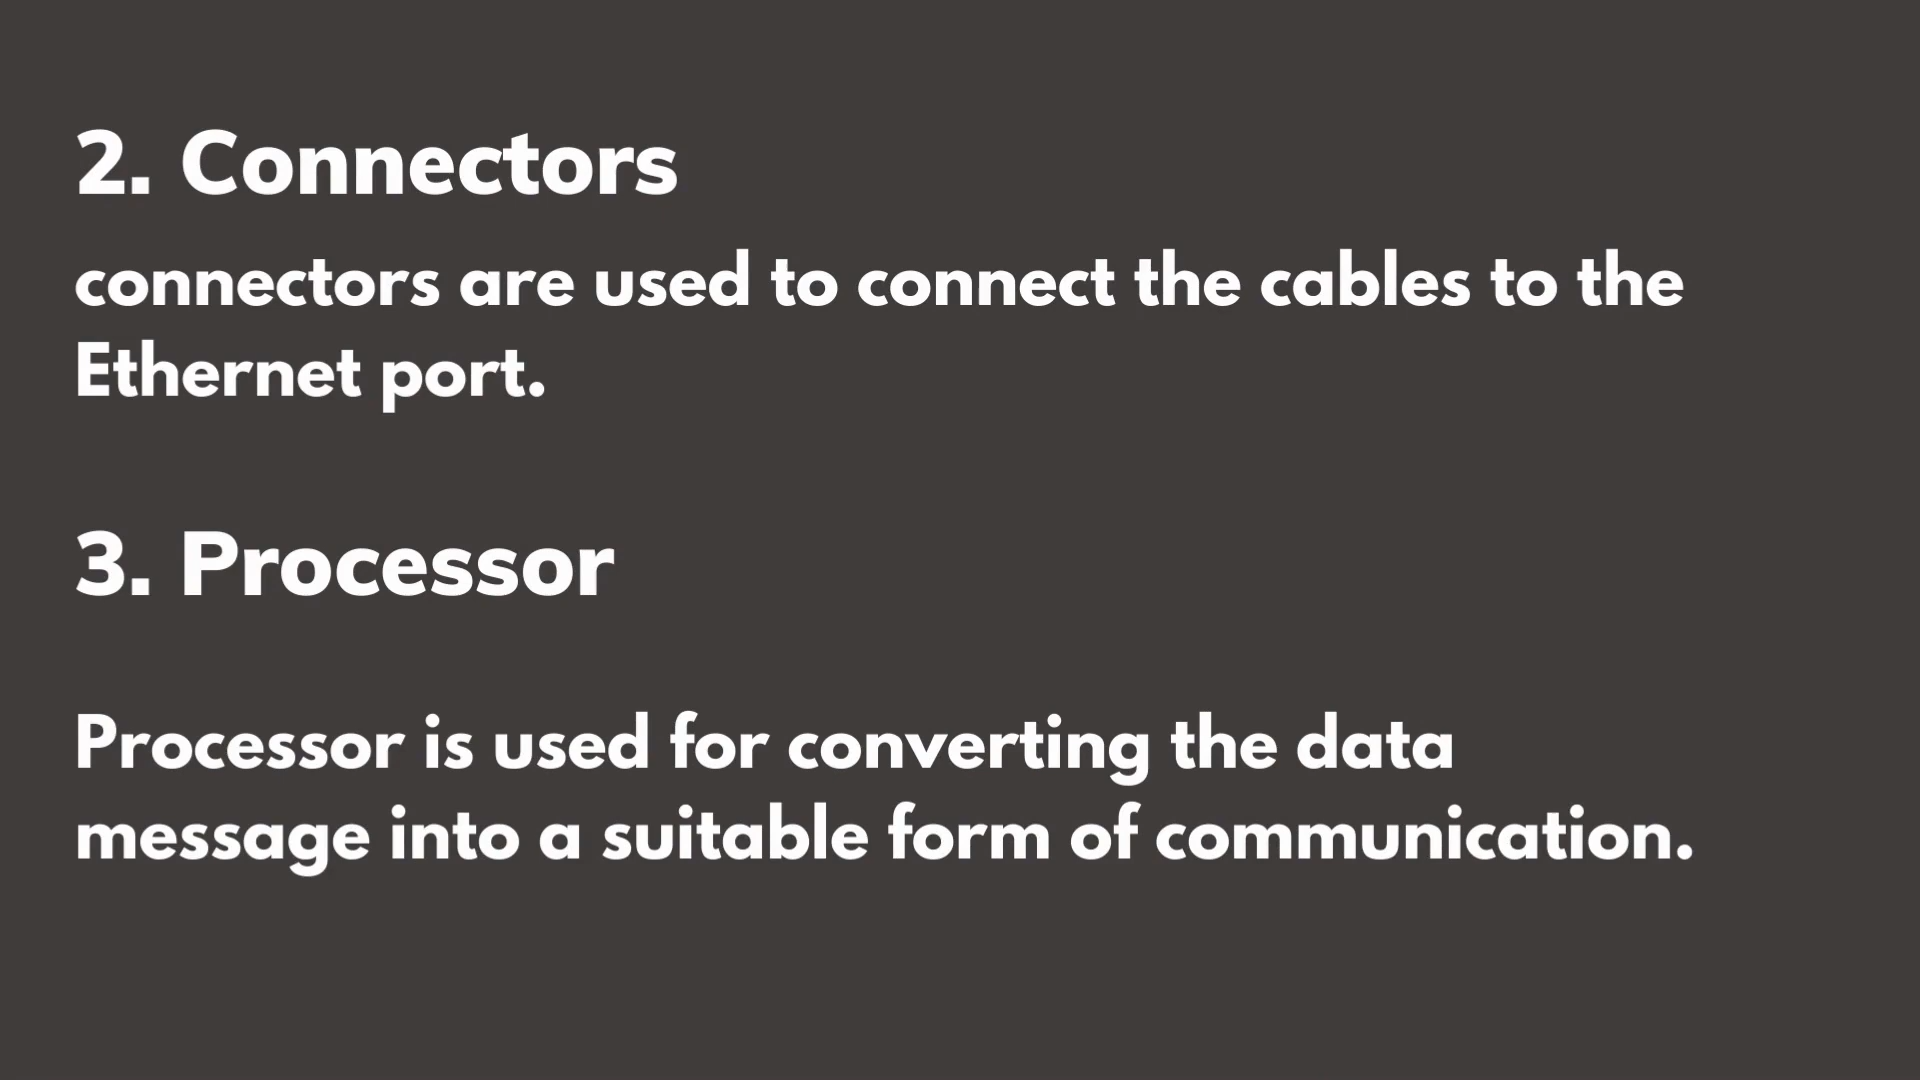 2. Connectors
connectors are used to connect the cables to the
Ethernet port.
3. Processor
Processor is used for converting the data
message into a suitable form of communication.